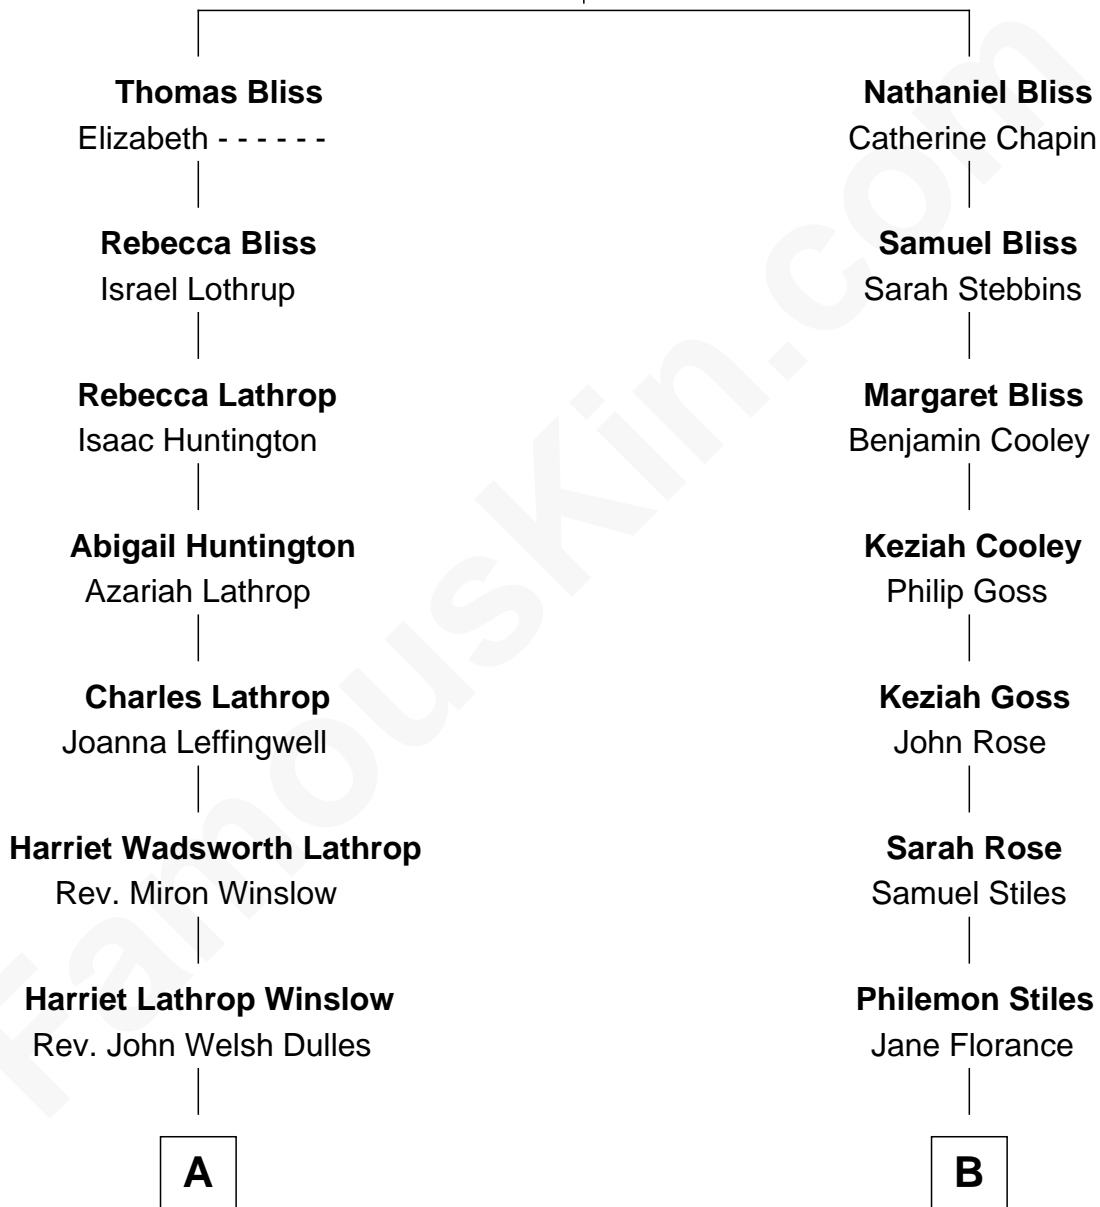 Thomas Bliss
Elizabeth - - - - - -
Nathaniel Bliss
Catherine Chapin
Rebecca Bliss
Israel Lothrup
Samuel Bliss
Sarah Stebbins
Rebecca Lathrop
Isaac Huntington
Margaret Bliss
Benjamin Cooley
Abigail Huntington
Azariah Lathrop
Keziah Cooley
Philip Goss
Charles Lathrop
Joanna Leffingwell
Keziah Goss
John Rose
Harriet Wadsworth Lathrop
Rev. Miron Winslow
Sarah Rose
Samuel Stiles
Harriet Lathrop Winslow
Rev. John Welsh Dulles
Philemon Stiles
Jane Florance
A
B
FamousKin.com